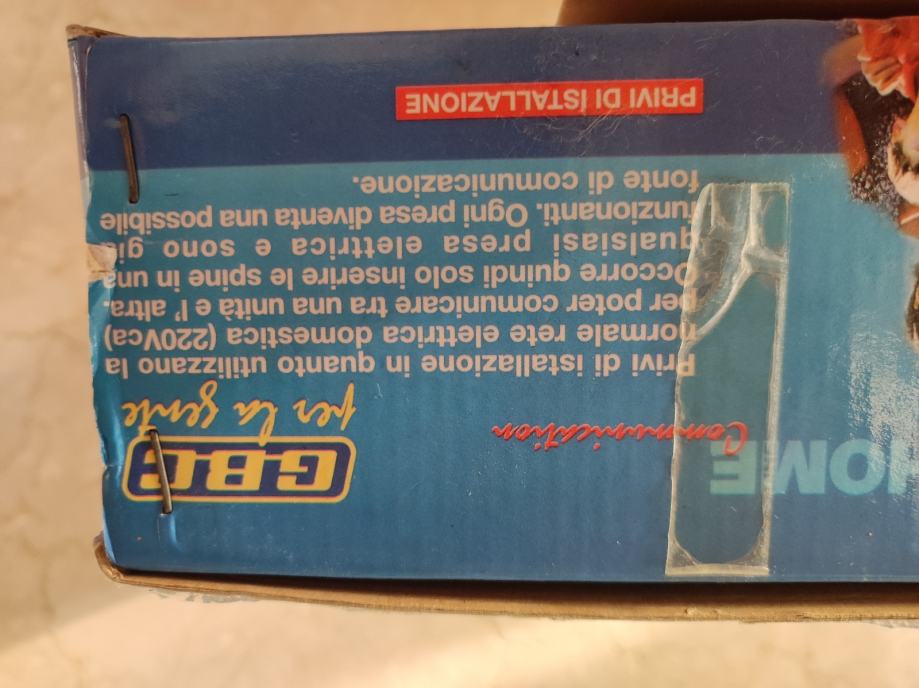 HOME
Communication
GBC
per la gente
Privi di istallazione in quanto utilizzano la
normale rete elettrica domestica (220Vca)
per poter comunicare tra una unità e l' altra.
Occorre quindi solo inserire le spine in una
qualsiasi presa elettrica e sono già
funzionanti. Ogni presa diventa una possibile
fonte di comunicazione.
PRIVI DI ISTALLAZIONE